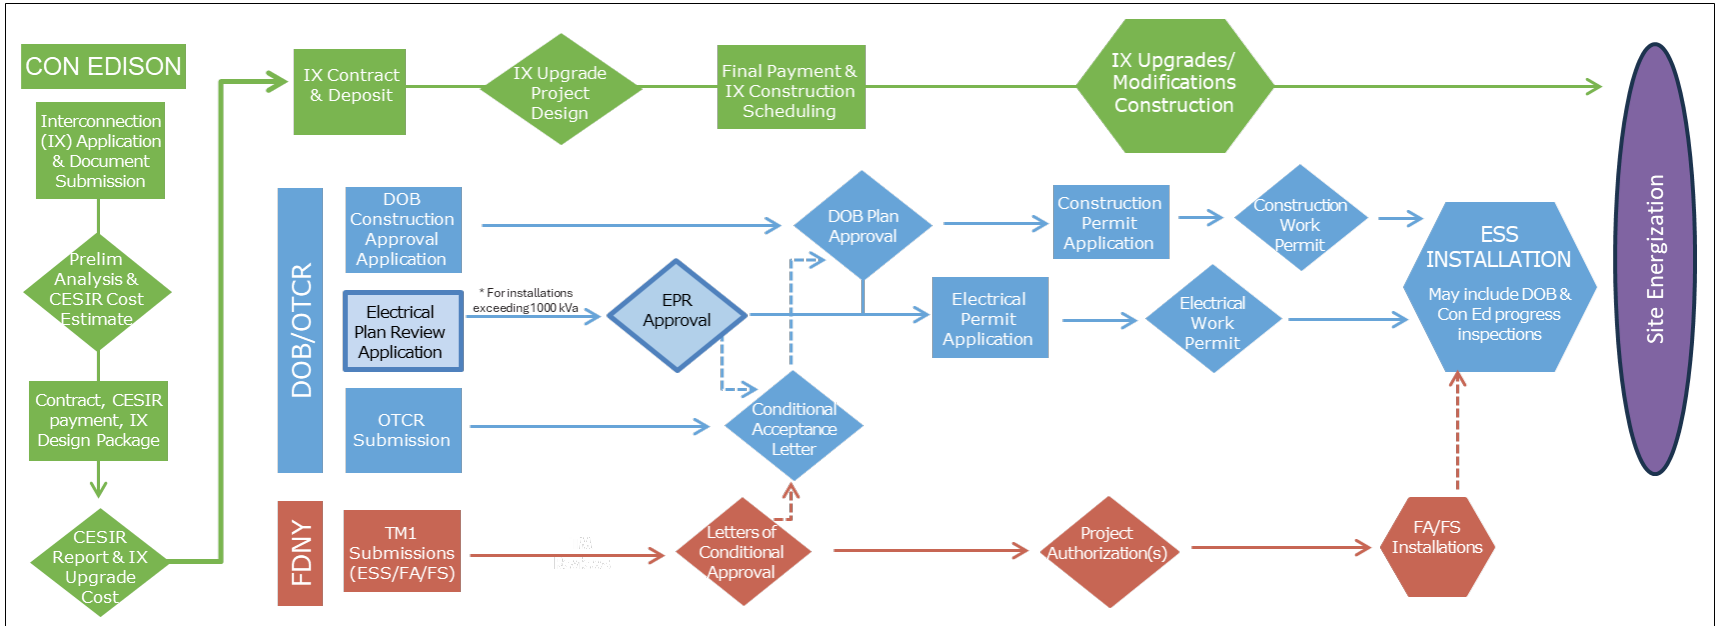 CON EDISON
Interconnection
(IX) Application
& Document
Submission
Prelim
Analysis &
CESIR Cost
Estimate
Contract, CESIR
payment, IX
Design Package
CESIR
Report & IX
Upgrade
Cost
IX Contract
& Deposit
IX Upgrade
Project
Design
Final Payment &
IX Construction
Scheduling
IX Upgrades/
Modifications
Construction
DOB/OTCR
DOB
Construction
Approval
Application
DOB Plan
Approval
Construction
Permit
Application
Construction
Work
Permit
Electrical
Plan Review
Application
* For installations
exceeding 1000 kVa
EPR
Approval
Electrical
Permit
Application
Electrical
Work
Permit
ESS
INSTALLATION
May include DOB &
Con Ed progress
inspections
OTCR
Submission
Conditional
Acceptance
Letter
FDNY
TM1
Submissions
(ESS/FA/FS)
Letters of
Conditional
Approval
Project
Authorization(s)
FA/FS
Installations
Site Energization